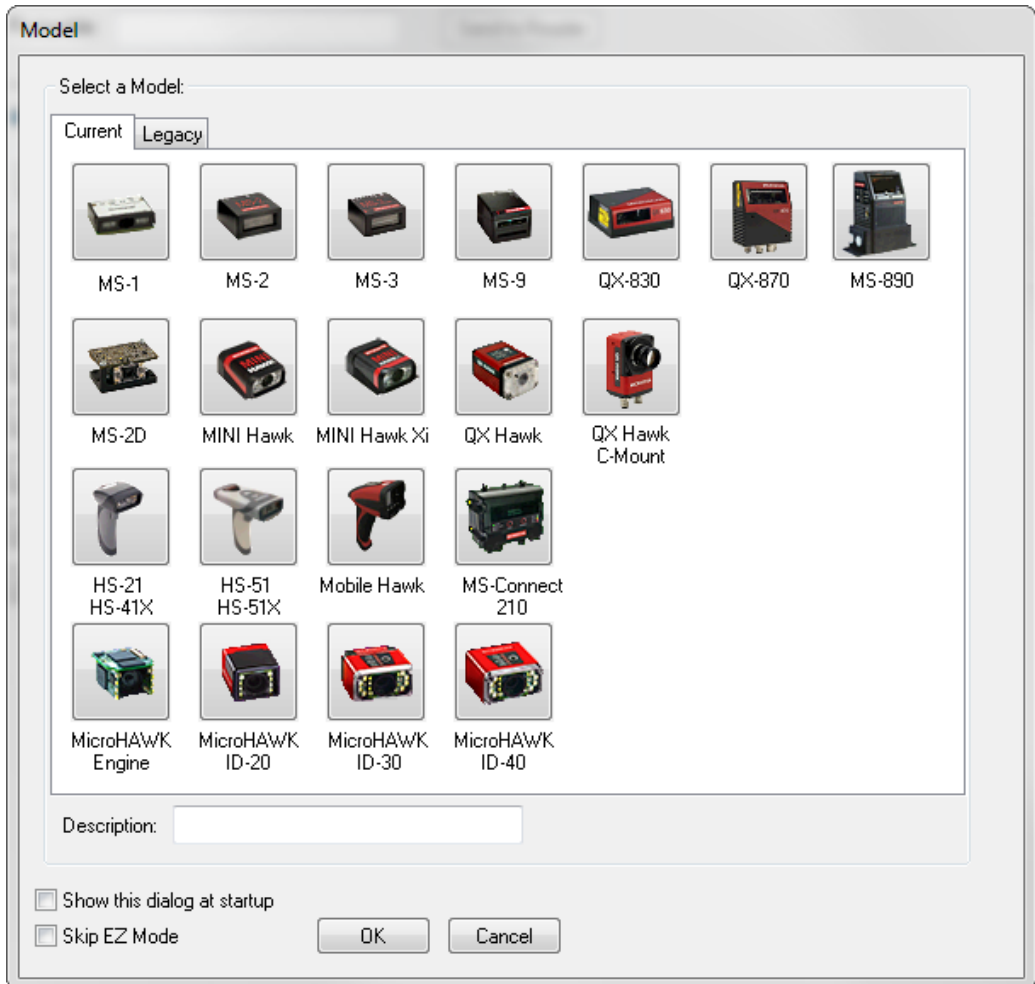 Model
Select a Model:
Current Legacy
MS-1 MS-2 MS-3 MS-9 QX-830 QX-870 MS-890
MS-2D MINI Hawk MINI Hawk Xi QX Hawk QX Hawk
C-Mount
HS-21 HS-51 Mobile Hawk MS-Connect
HS-41X HS-51X 210
MicroHAWK MicroHAWK MicroHAWK MicroHAWK
Engine ID-20 ID-30 ID-40
Description:
Show this dialog at startup
Skip EZ Mode OK Cancel